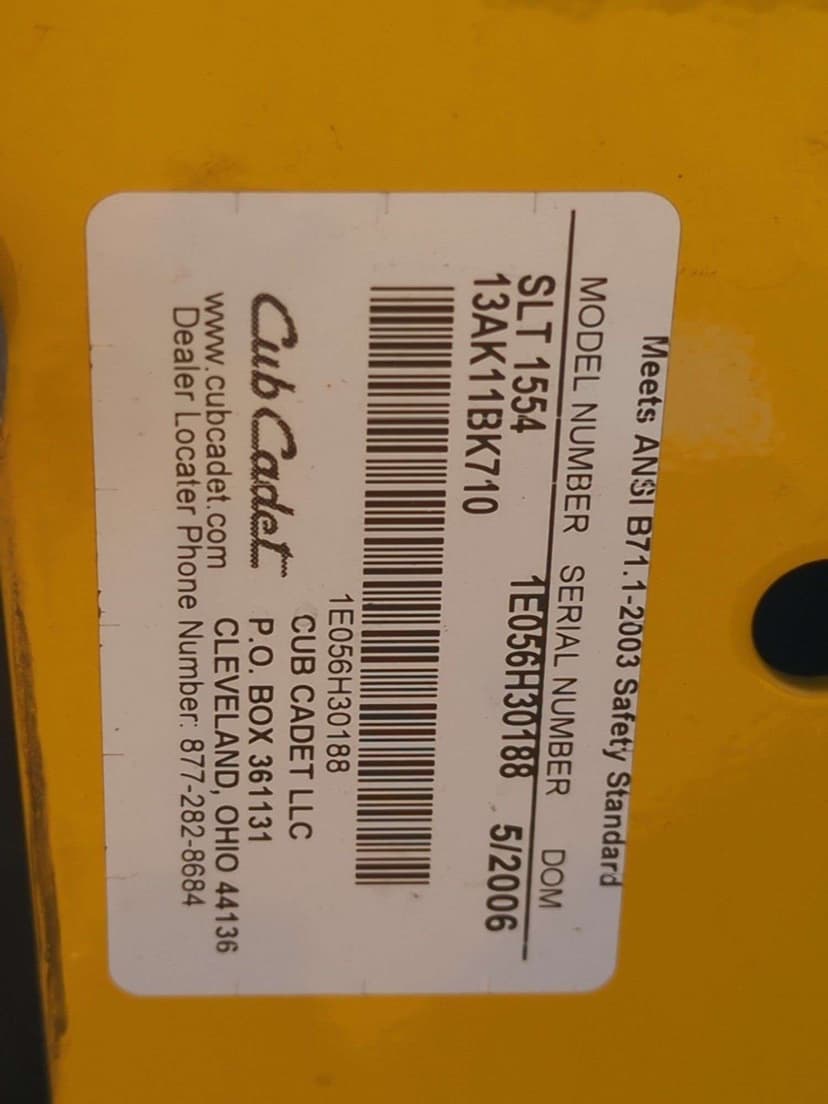 Meets ANSI B71.1-2003 Safety Standard
MODEL NUMBER SERIAL NUMBER DOM
SLT 1554 1E056H30188 5/2006
13AK11BK710
1E056H30188
CUB CADET LLC
Cub Cadet P.O. BOX 361131
www.cubcadet.com CLEVELAND, OHIO 44136
Dealer Locater Phone Number: 877-282-8684